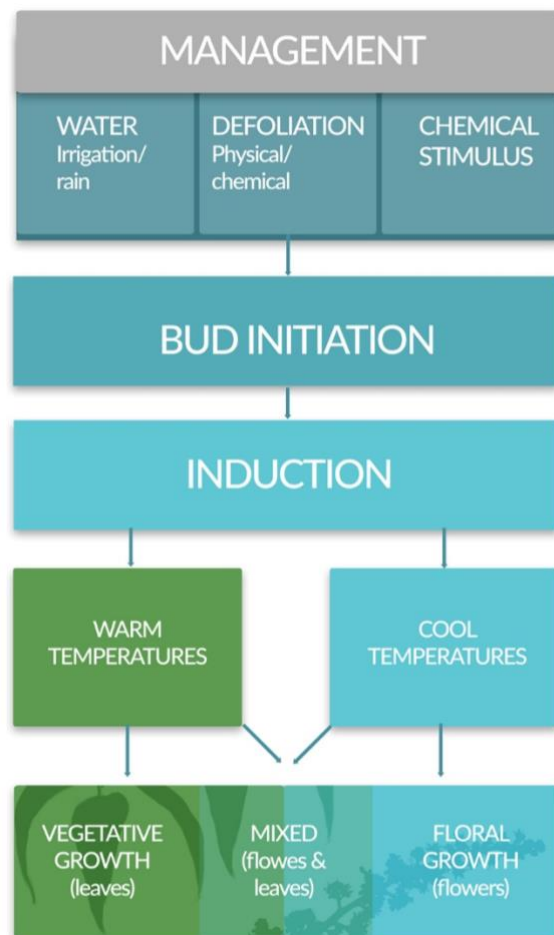 MANAGEMENT
WATER
Irrigation/
rain
DEFOLIATION
Physical/
chemical
CHEMICAL
STIMULUS
BUD INITIATION
INDUCTION
WARM
TEMPERATURES
COOL
TEMPERATURES
VEGETATIVE
GROWTH
(leaves)
MIXED
(flowes &
leaves)
FLORAL
GROWTH
(flowers)